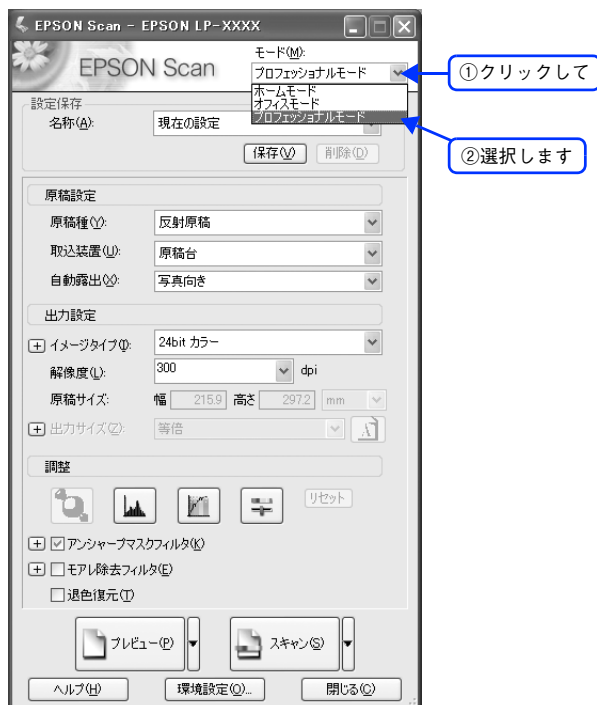 EPSON Scan - EPSON LP-XXXX
EPSON Scan
モード(M):
プロフェッショナルモード
ホームモード
オフィスモード
プロフェッショナルモード
①クリックして
②選択します
設定保存
名称(A): 現在の設定
保存(V) 削除(D)
原稿設定
原稿種(Y): 反射原稿
取込装置(U): 原稿台
自動露出(X): 写真向き
出力設定
イメージタイプ(I): 24bit カラー
解像度(L): 300 dpi
原稿サイズ: 幅 215.9 高さ 297.2 mm
出力サイズ(Z): 等倍
調整
リセット
アンシャープマスクフィルタ(K)
モアレ除去フィルタ(E)
退色復元(T)
プレビュー(P) スキャン(S)
ヘルプ(H) 環境設定(O)... 閉じる(C)